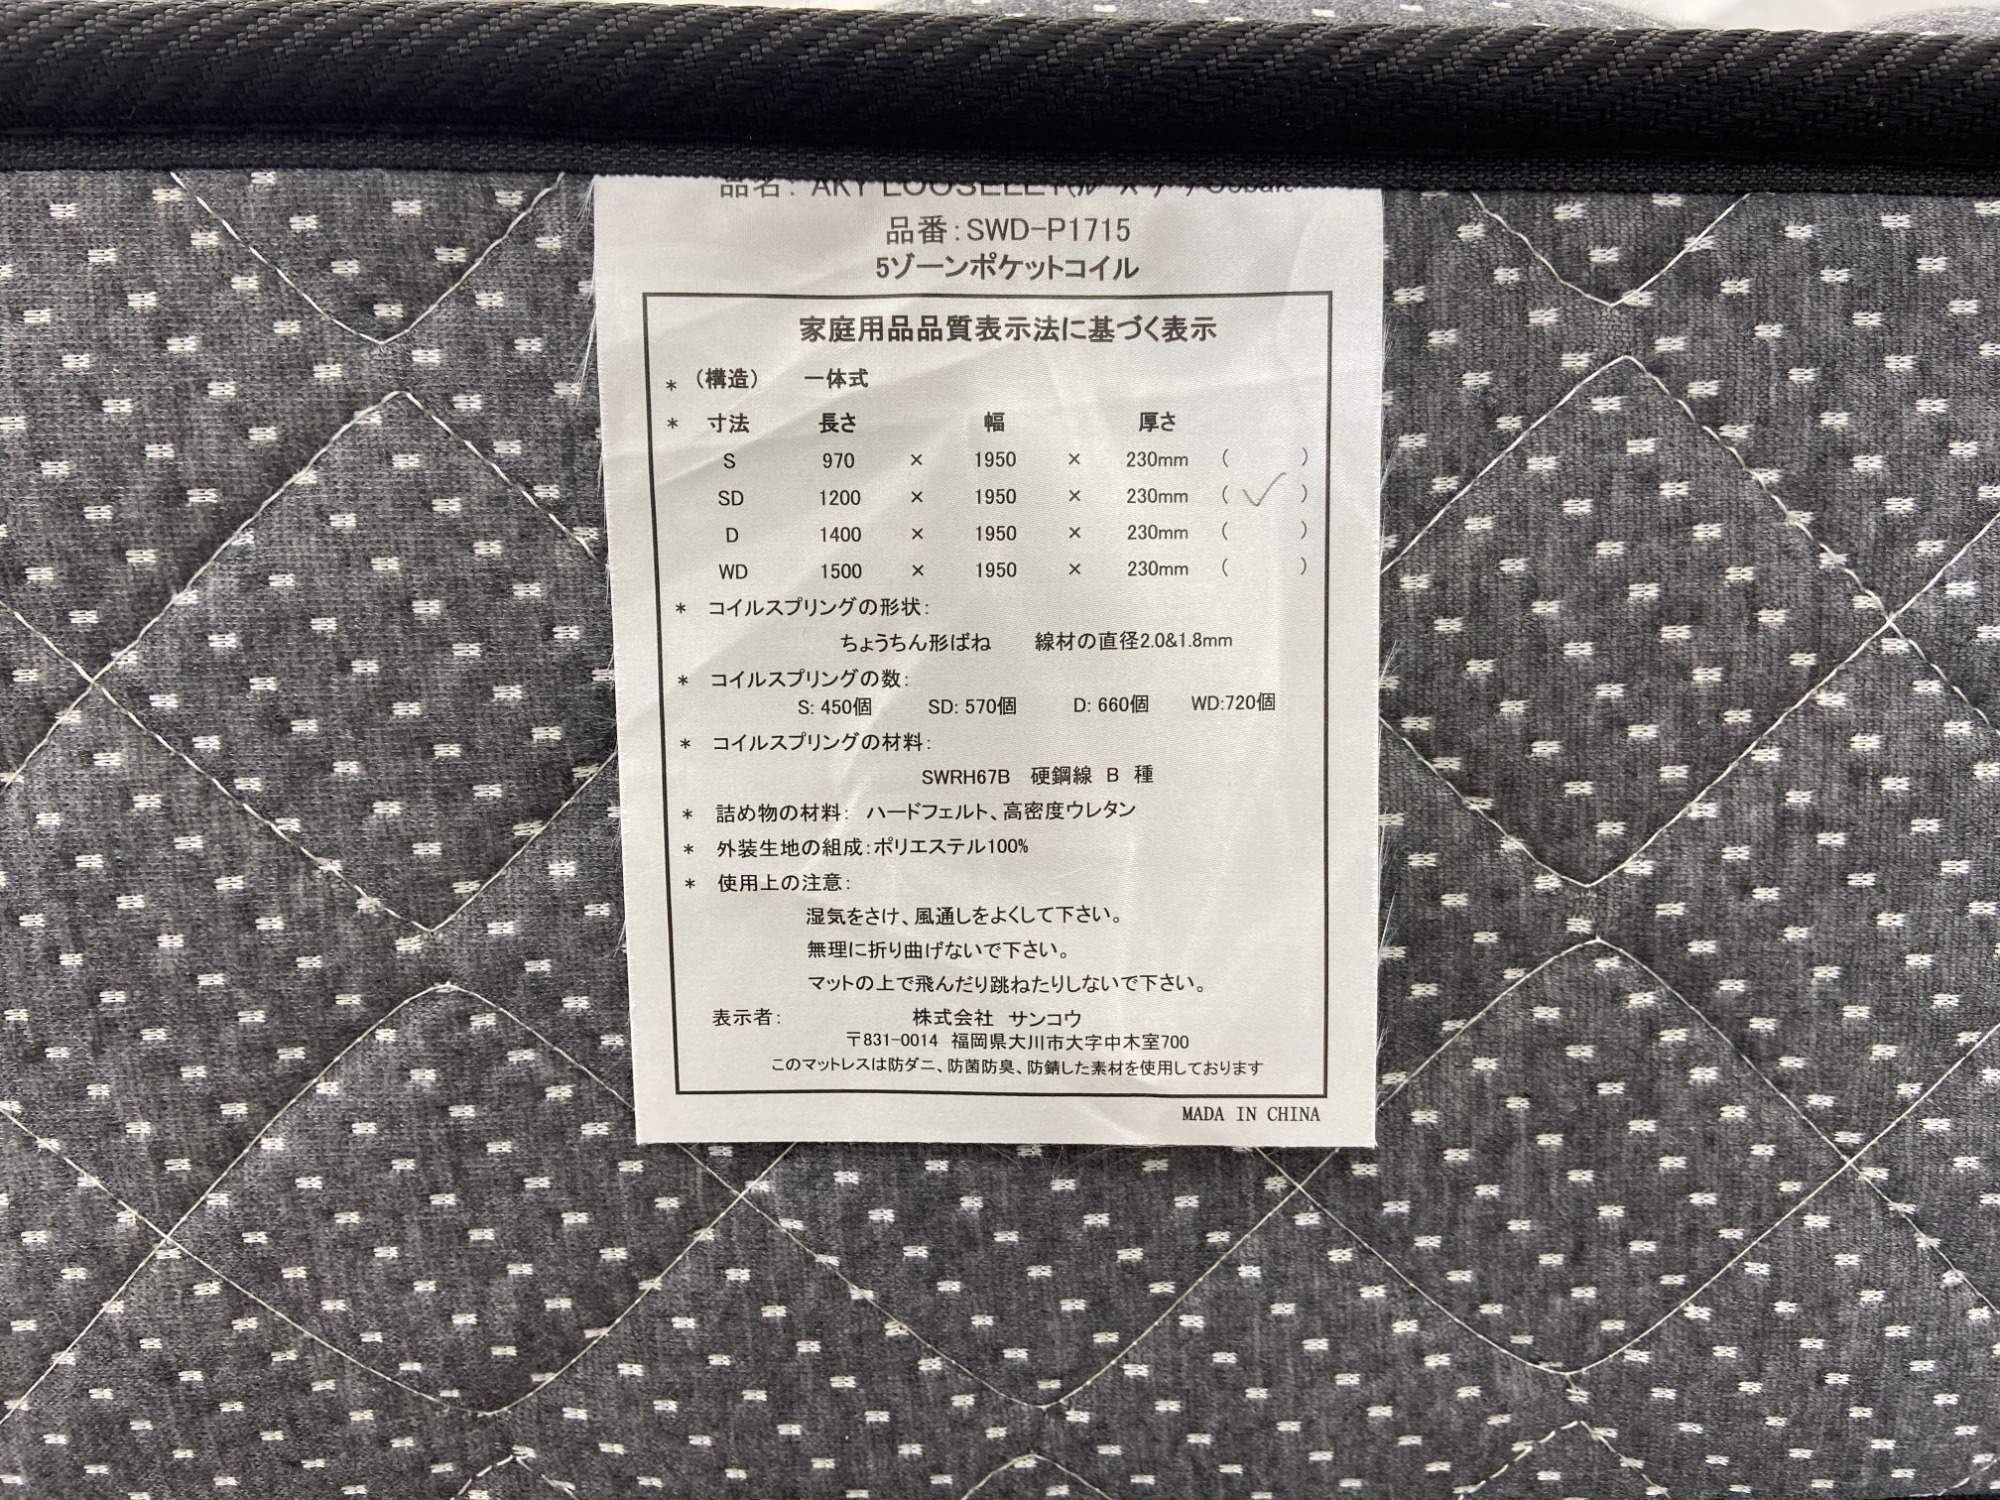 品名: AKY LOOSELEY
品番:SWD-P1715
5ゾーンポケットコイル
家庭用品品質表示法に基づく表示
* (構造) 一体式
* 寸法 長さ 幅 厚さ
S 970 × 1950 × 230mm ( )
SD 1200 × 1950 × 230mm ( ✓ )
D 1400 × 1950 × 230mm ( )
WD 1500 × 1950 × 230mm ( )
* コイルスプリングの形状:
ちょうちん形ばね 線材の直径2.0&1.8mm
* コイルスプリングの数:
S: 450個 SD: 570個 D: 660個 WD:720個
* コイルスプリングの材料:
SWRH67B 硬鋼線 B 種
* 詰め物の材料: ハードフェルト、高密度ウレタン
* 外装生地の組成:ポリエステル100%
* 使用上の注意:
湿気をさけ、風通しをよくして下さい。
無理に折り曲げないで下さい。
マットの上で飛んだり跳ねたりしないで下さい。
表示者: 株式会社 サンコウ
〒831-0014 福岡県大川市大字中木室700
このマットレスは防ダニ、防菌防臭、防錆した素材を使用しております
MADA IN CHINA